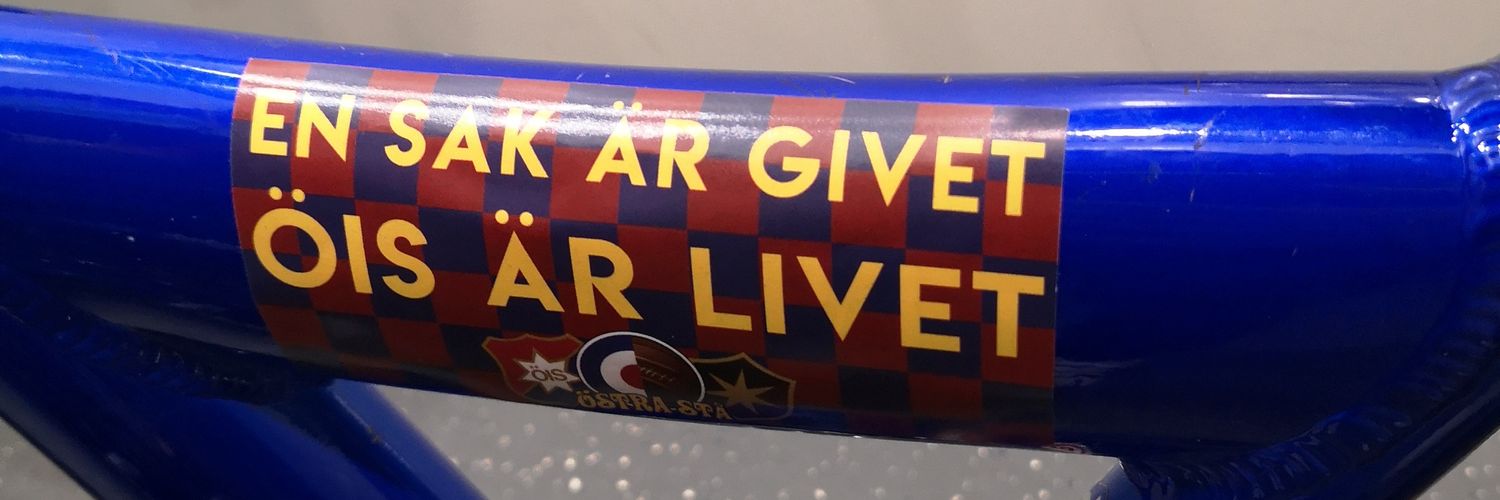 EN SAK ÄR GIVET
ÖIS ÄR LIVET
ÖIS
ÖSTRA-STÅ